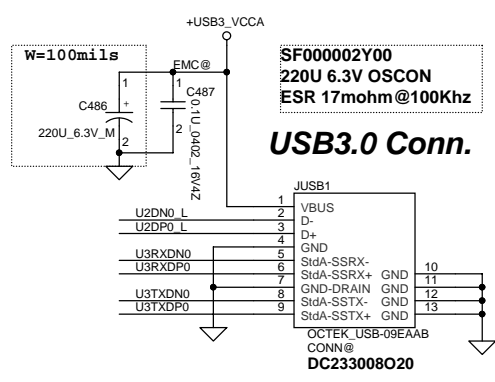 +USB3_VCCA
W=100mils
EMC@
SF000002Y00
220U 6.3V OSCON
ESR 17mohm@100Khz
1
+
1
C486
C487
220U_6.3V_M
2
2
0.1U_0402_16V4Z
USB3.0 Conn.
JUSB1
1 VBUS
U2DN0_L 2 D-
U2DP0_L 3 D+
4 GND
U3RXDN0 5 StdA-SSRX-
U3RXDP0 6 StdA-SSRX+ GND 10
7 GND-DRAIN GND 11
U3TXDN0 8 StdA-SSTX- GND 12
U3TXDP0 9 StdA-SSTX+ GND 13
OCTEK_USB-09EAAB
CONN@
DC233008O20